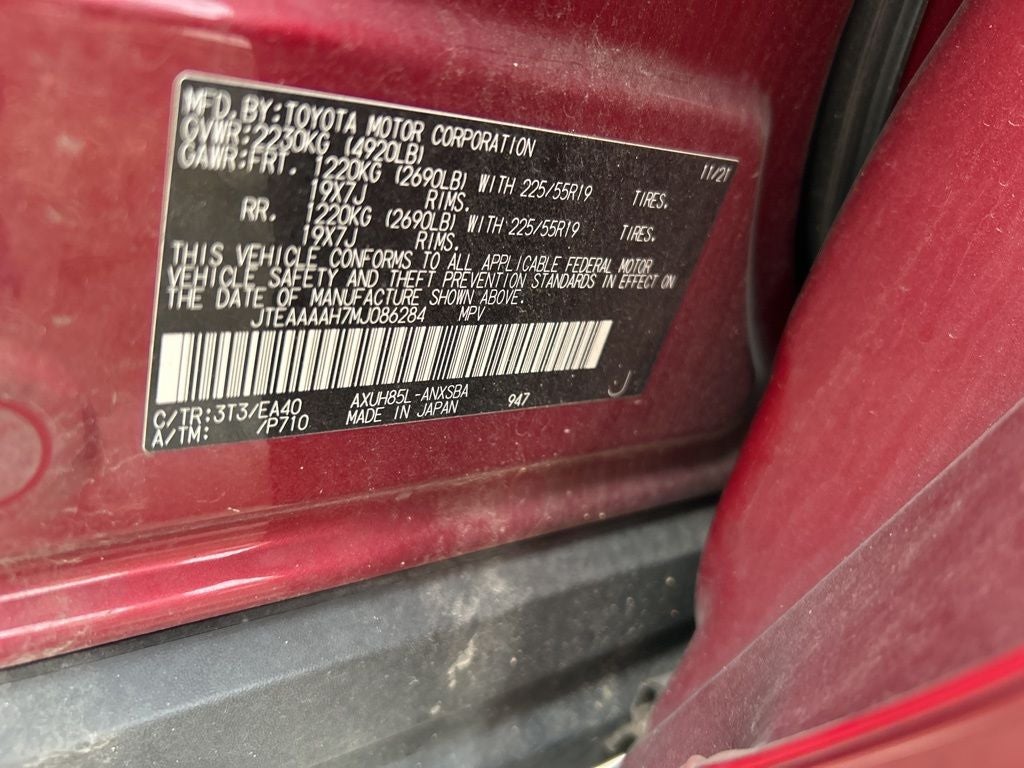 MFD.BY:TOYOTA MOTOR CORPORATION 11/21
GVWR:2230KG (4920LB)
GAWR:FRT. 1220KG (2690LB) WITH 225/55R19 TIRES.
19X7J RIMS.
RR. 1220KG (2690LB) WITH 225/55R19 TIRES.
19X7J RIMS.
THIS VEHICLE CONFORMS TO ALL APPLICABLE FEDERAL MOTOR
VEHICLE SAFETY AND THEFT PREVENTION STANDARDS IN EFFECT ON
THE DATE OF MANUFACTURE SHOWN ABOVE.
JTEAAAAH7MJ086284 MPV
C/TR:3T3/EA40 AXUH85L-ANXSBA 947 J
A/TM: /P710 MADE IN JAPAN